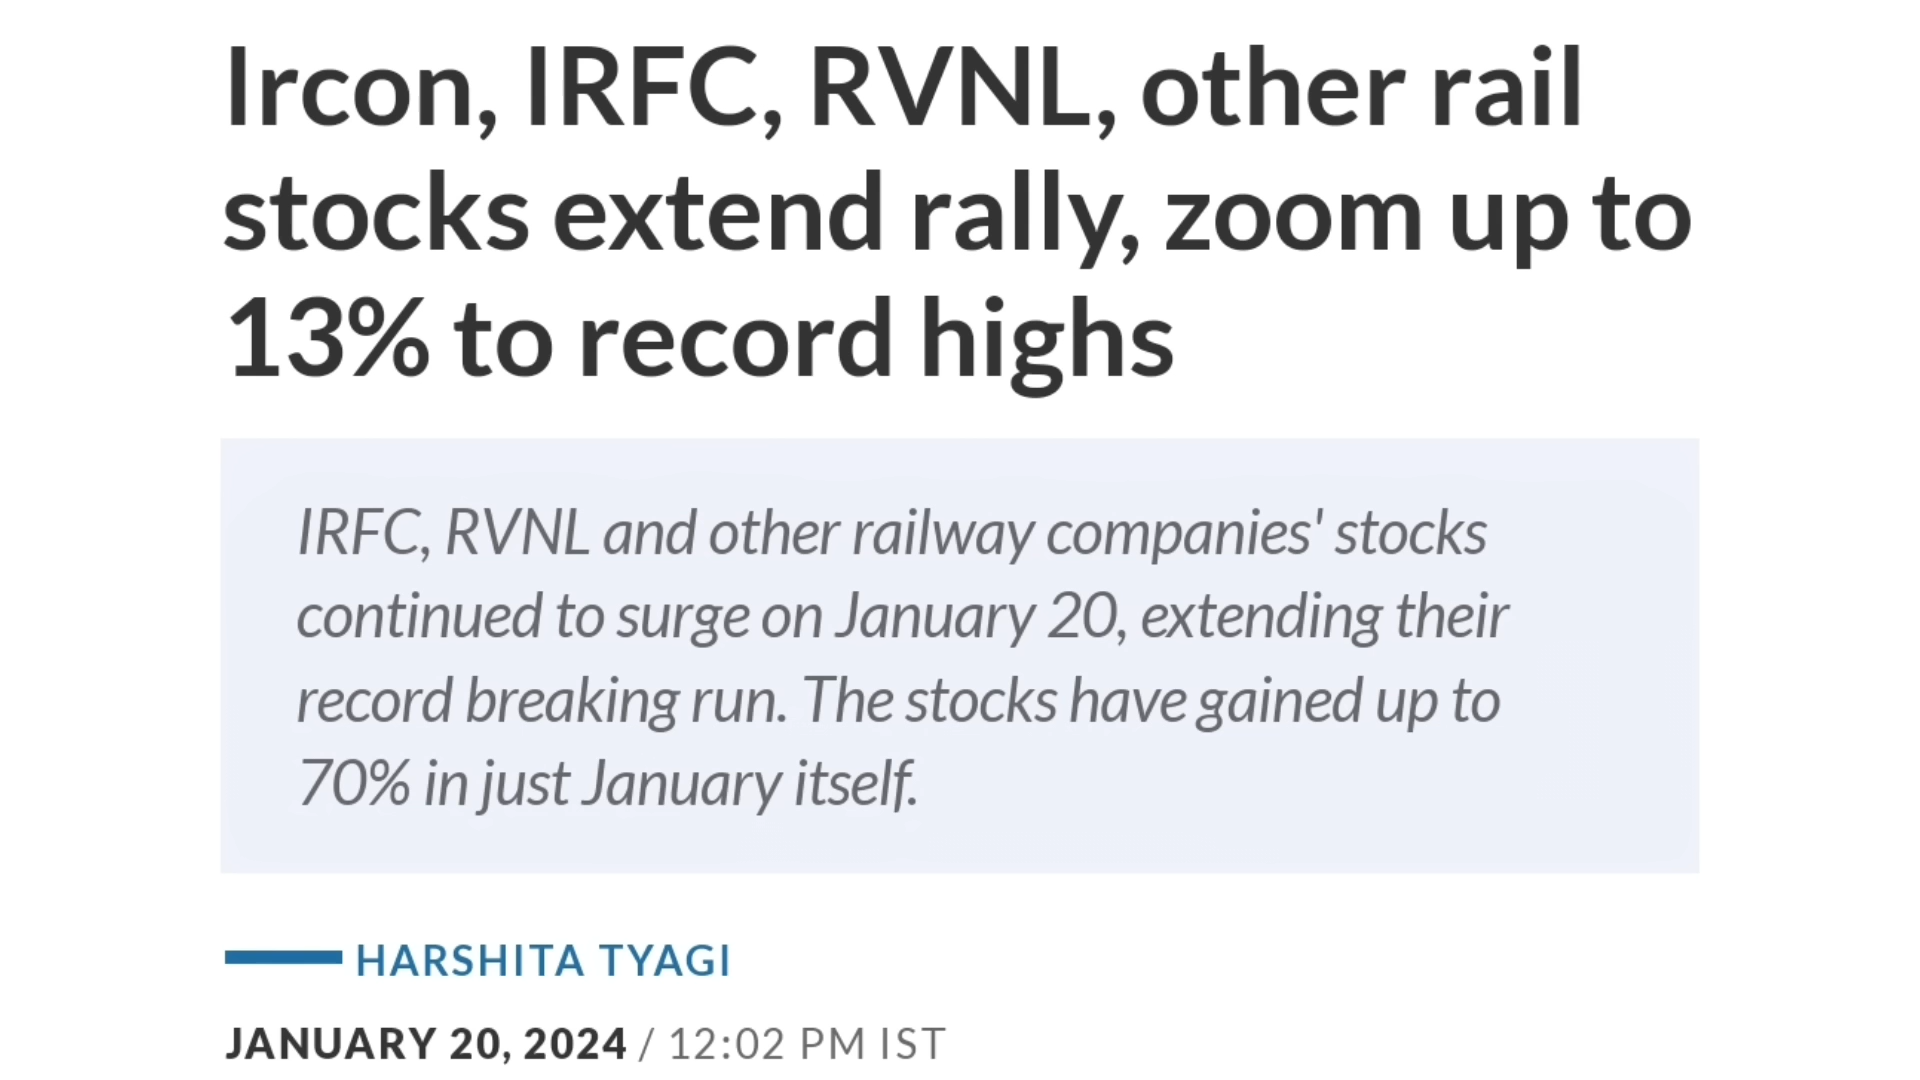 Ircon, IRFC, RVNL, other rail
stocks extend rally, zoom up to
13% to record highs
IRFC, RVNL and other railway companies' stocks
continued to surge on January 20, extending their
record breaking run. The stocks have gained up to
70% in just January itself.
HARSHITA TYAGI
JANUARY 20, 2024 / 12:02 PM IST